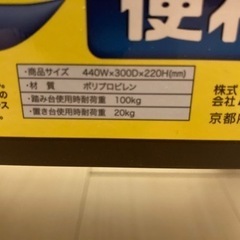 便
・商品サイズ 440W×300D×220H(mm)
・材 質 ポリプロピレン
・踏み台使用時耐荷重 100kg
・置き台使用時耐荷重 20kg
株式
京都府